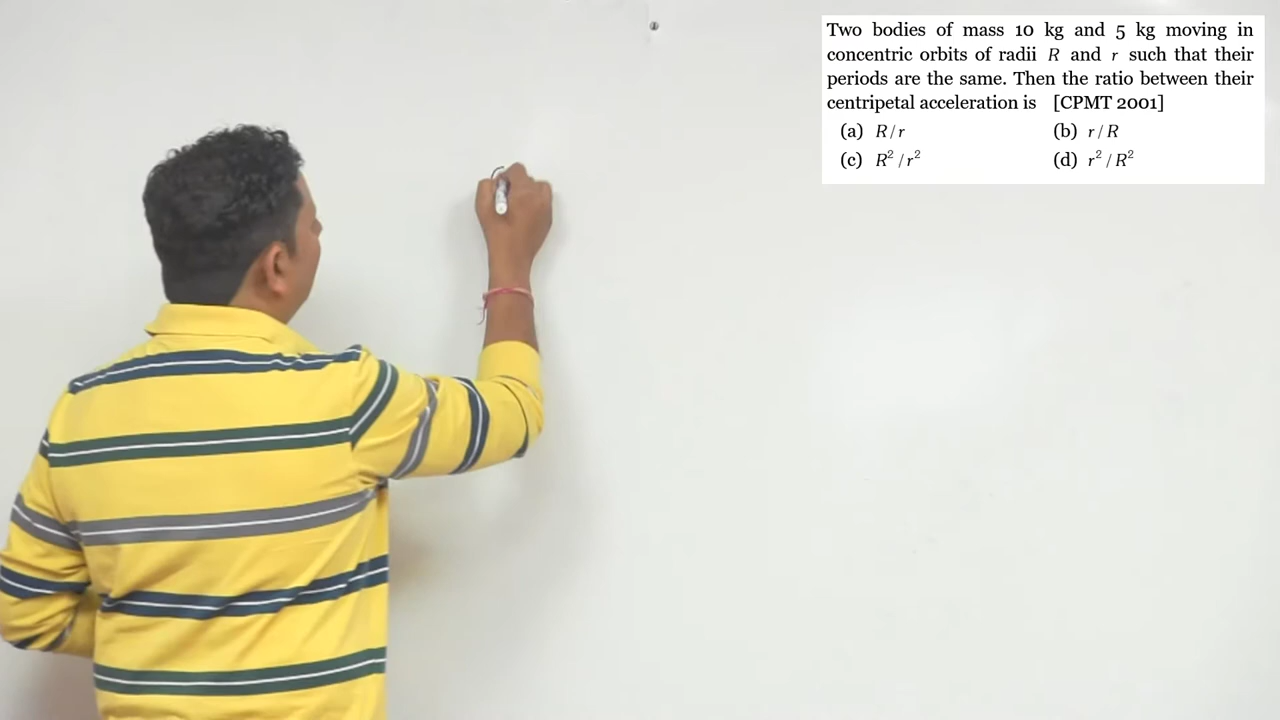 Two bodies of mass 10 kg and 5 kg moving in
concentric orbits of radii R and r such that their
periods are the same. Then the ratio between their
centripetal acceleration is [CPMT 2001]
(a) R/r (b) r/R
(c) R²/r² (d) r²/R²